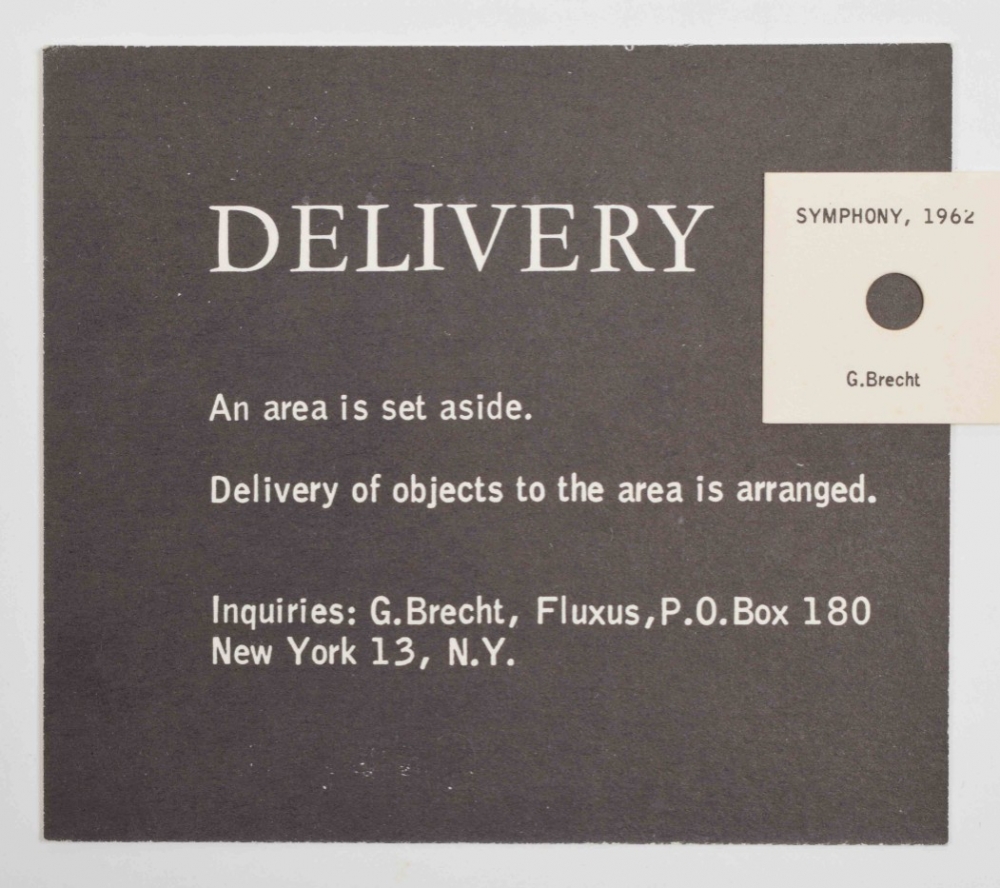 DELIVERY
SYMPHONY, 1962
G.Brecht
An area is set aside.
Delivery of objects to the area is arranged.
Inquiries: G.Brecht, Fluxus,P.O.Box 180
New York 13, N.Y.